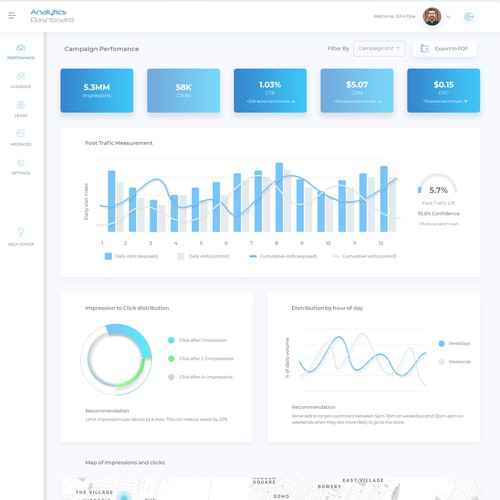 Analytics
Dashboard
Welcome, John Doe
PERFOMANCE
AUDIENCE
LEADS
MESSAGES
SETTINGS
HELP CENTER
Campaign Perfomance
Filter By
Campaign XYZ
Export to PDF
5.3MM
Impressions
58K
Clicks
1.03%
CTR
+12% above benchmark
$5.07
CPM
+5% above benchmark
$0.15
CPC
-7% below benchmark
Foot Trafic Measurement
Daily visit index
1 2 3 4 5 6 7 8 9 10 11 12
Daily visits (exposed)
Daily visits (control)
Cumulative visits (exposed)
Cumulative visits (control)
5.7%
Foot Trafic Lift
95.6% Confidence
above benchmark
Impression to Click distribution
Click after 1 impression
Click after 2-3 impressions
Click after 4+ impressions
Recommendation
Limit impressions per device to a max. This can reduce waste by 23%
Distribution by hour of day
% of daily volume
Weekdays
Weekends
Recommendation
Serve ads to target customers between 5pm-7pm on weekdays and 12pm-4pm on
weekends when they are more likely to go to the store.
Map of impressions and clicks
THE VILLAGE
SQUARE
EAST VILLAGE
BOWERY
SOHO